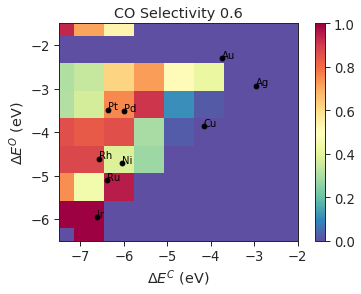 CO Selectivity 0.6
ΔE^O (eV)
−2
−3
−4
−5
−6
Au
Ag
Pt
Pd
Cu
Rh
Ni
Ru
Ir
−7
−6
−5
−4
−3
−2
ΔE^C (eV)
1.0
0.8
0.6
0.4
0.2
0.0